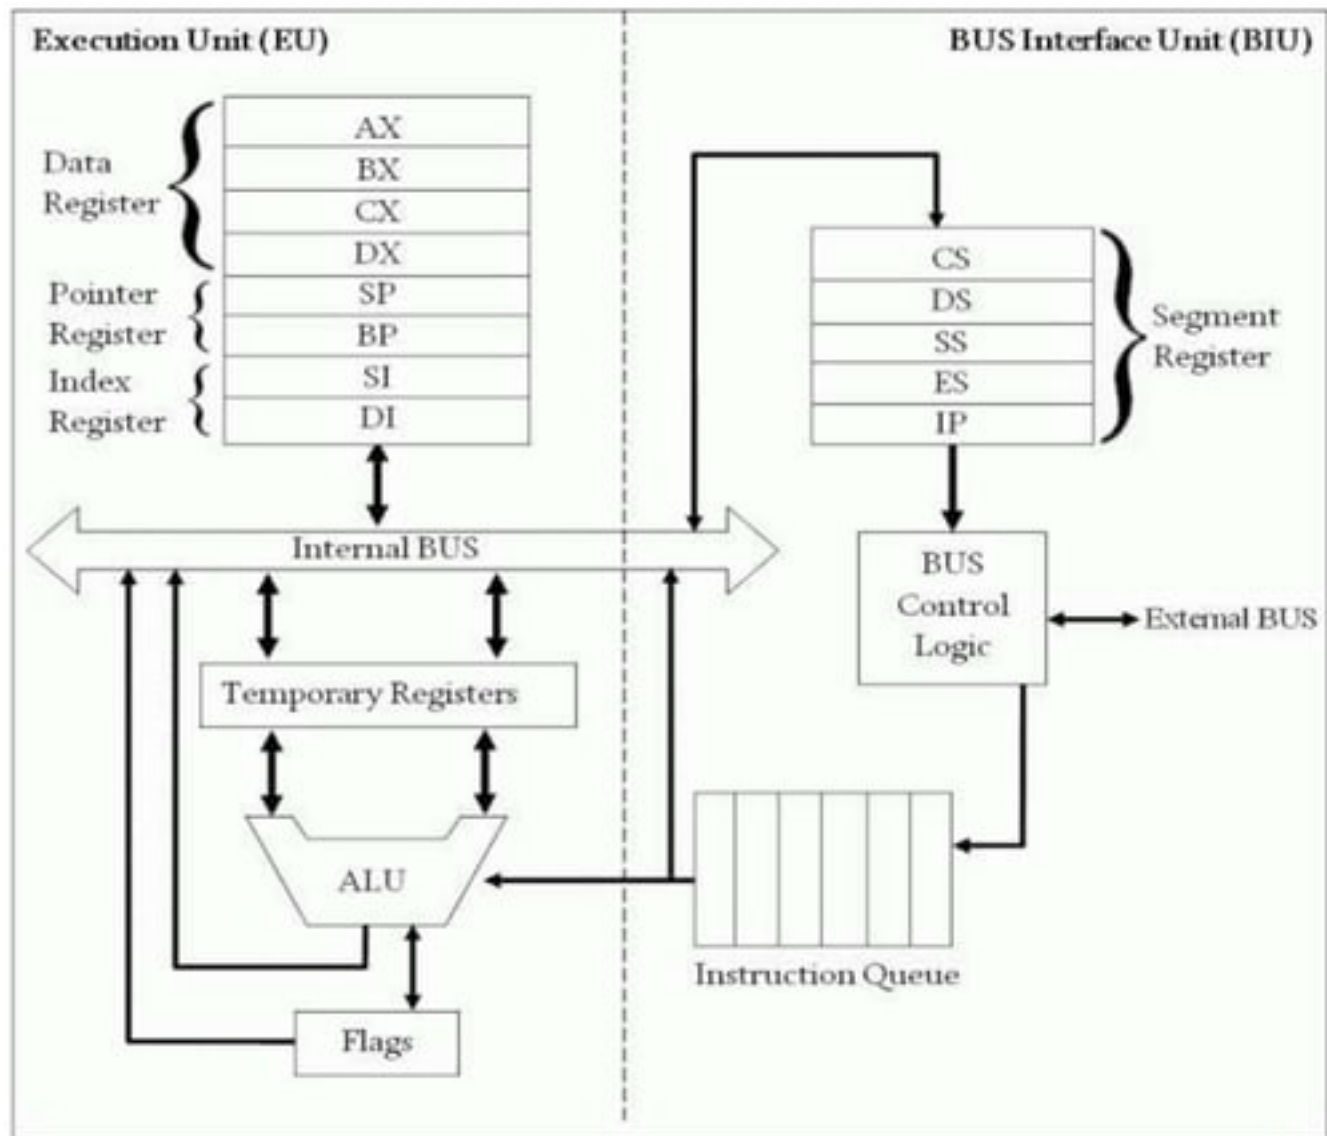 Execution Unit (EU)
BUS Interface Unit (BIU)
Data
Register
AX
BX
CX
DX
Pointer
Register
SP
BP
Index
Register
SI
DI
CS
DS
SS
ES
IP
Segment
Register
Internal BUS
BUS
Control
Logic
External BUS
Temporary Registers
ALU
Instruction Queue
Flags